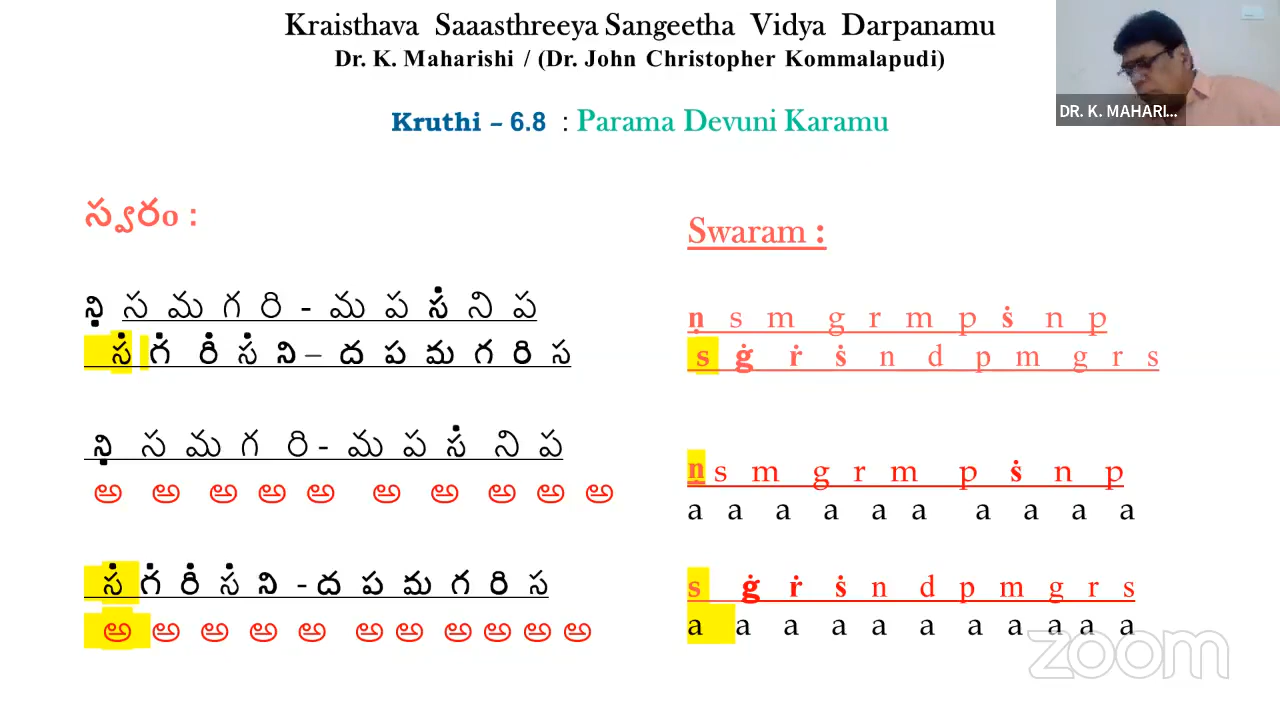 Kraisthava Saaasthreeya Sangeetha Vidya Darpanamu
Dr. K. Maharishi / (Dr. John Christopher Kommalapudi)
DR. K. MAHARI...
Kruthi – 6.8 : Parama Devuni Karamu
స్వరం :
ని̣ స మ గ రి - మ ప స̇ ని ప
స̇ గ̇ రి̇ స̇ ని – ద ప మ గ రి స
ని̣ స మ గ రి - మ ప స̇ ని ప
అ అ అ అ అ అ అ అ అ అ
స̇ గ̇ రి̇ స̇ ని - ద ప మ గ రి స
అ అ అ అ అ అ అ అ అ అ అ
Swaram :
ṇ s m g r m p ṡ n p
s ġ ṙ ṡ n d p m g r s
ṇ s m g r m p ṡ n p
a a a a a a a a a a
s ġ ṙ ṡ n d p m g r s
a a a a a a a a a a a
zoom